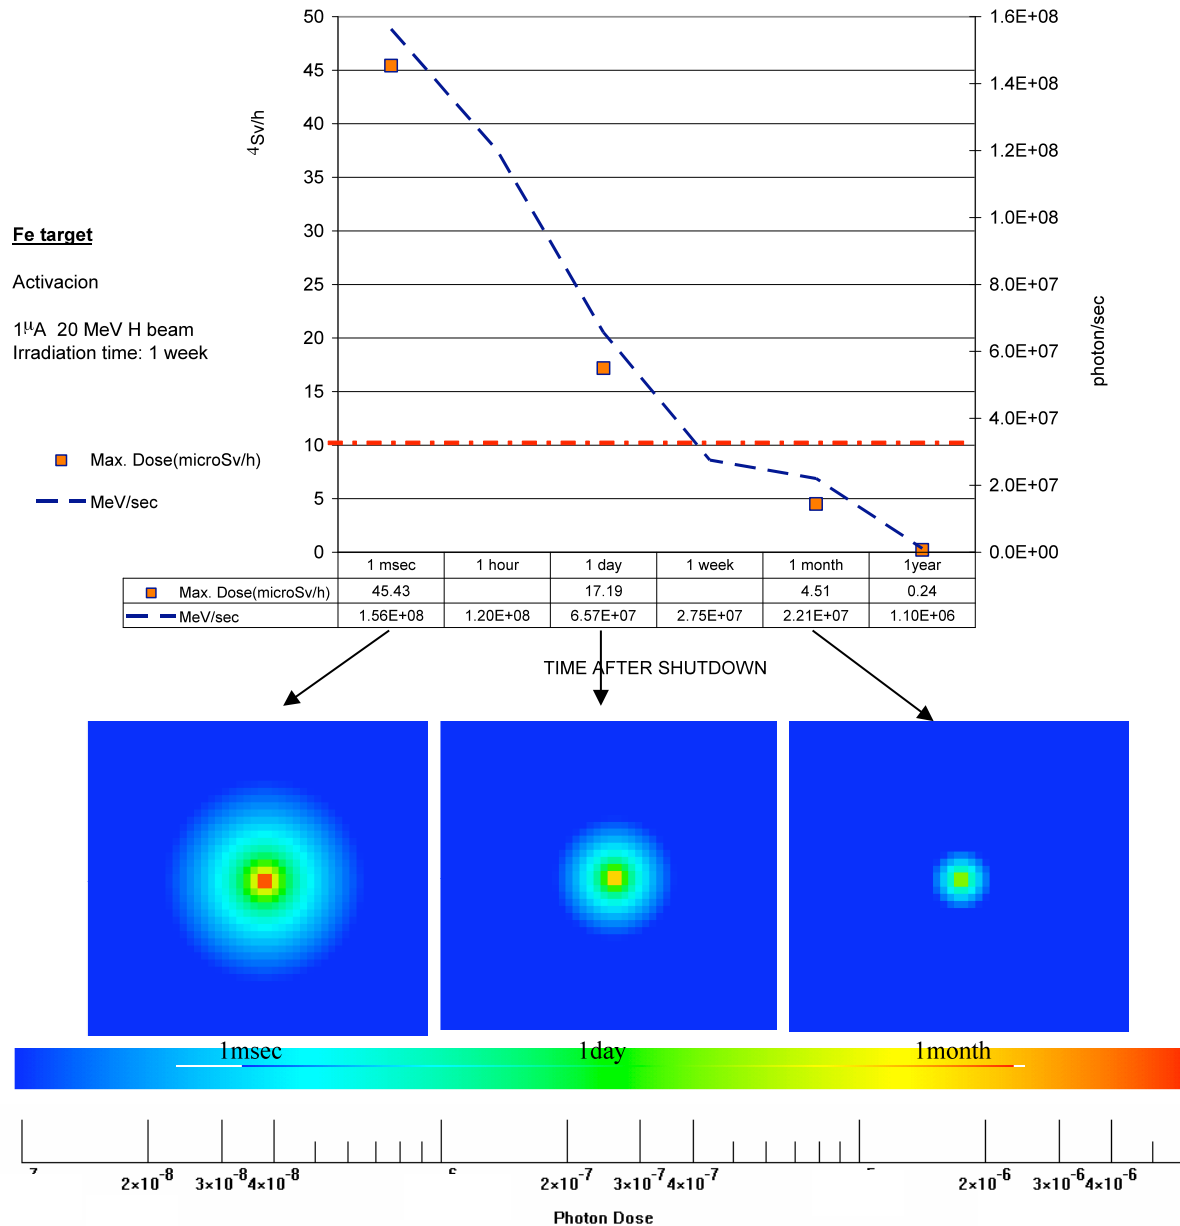 50
45
40
35
30
25
20
15
10
5
0
4Sv/h
1.6E+08
1.4E+08
1.2E+08
1.0E+08
8.0E+07
6.0E+07
4.0E+07
2.0E+07
0.0E+00
photon/sec
Fe target
Activacion
1μA 20 MeV H beam
Irradiation time: 1 week
Max. Dose(microSv/h)
MeV/sec
1 msec 1 hour 1 day 1 week 1 month 1year
Max. Dose(microSv/h) 45.43 17.19 4.51 0.24
MeV/sec 1.56E+08 1.20E+08 6.57E+07 2.75E+07 2.21E+07 1.10E+06
TIME AFTER SHUTDOWN
1msec 1day 1month
2×10-8 3×10-8 4×10-8 2×10-7 3×10-7 4×10-7 2×10-6 3×10-6 4×10-6
Photon Dose